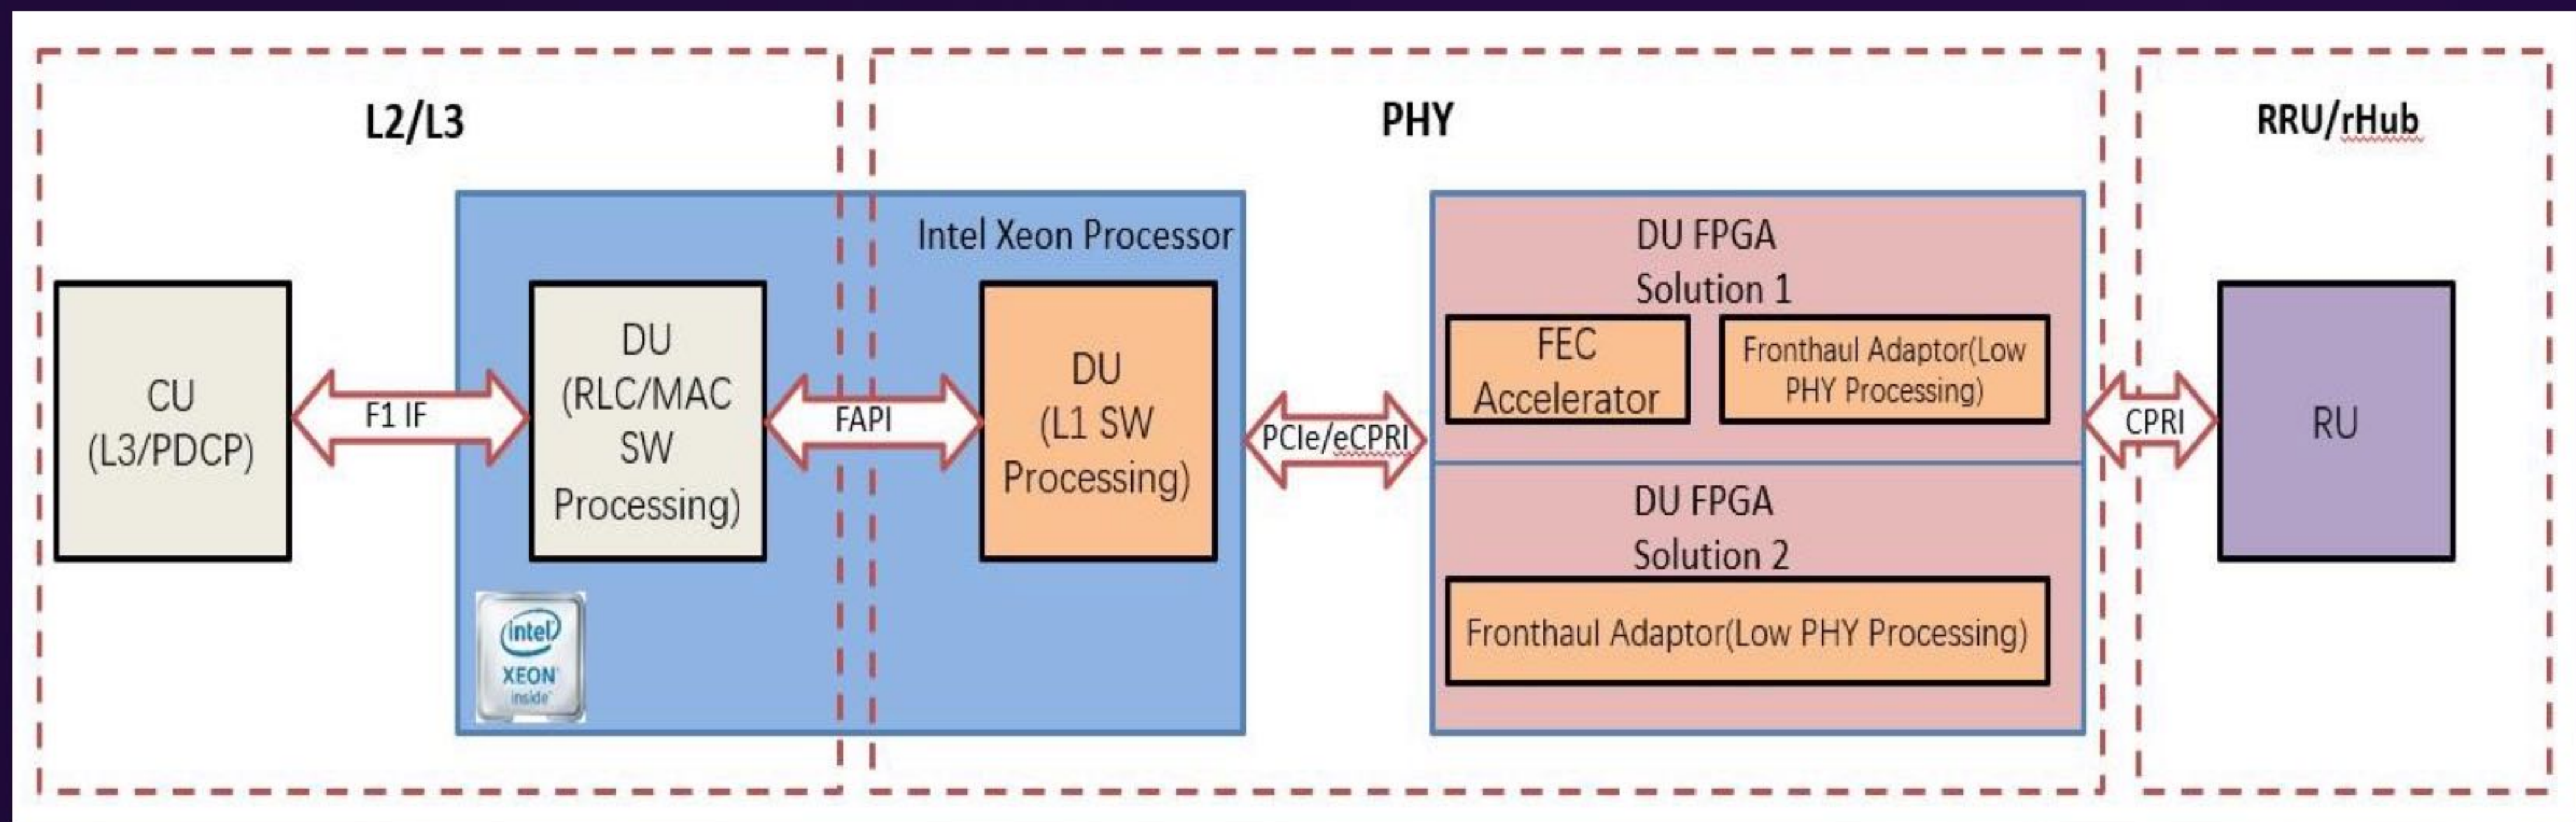 L2/L3
PHY
RRU/rHub
Intel Xeon Processor
CU
(L3/PDCP)
F1 IF
DU
(RLC/MAC
SW
Processing)
FAPI
DU
(L1 SW
Processing)
PCIe/eCPRI
DU FPGA
Solution 1
FEC
Accelerator
Fronthaul Adaptor(Low
PHY Processing)
DU FPGA
Solution 2
Fronthaul Adaptor(Low PHY Processing)
CPRI
RU
intel
XEON
inside